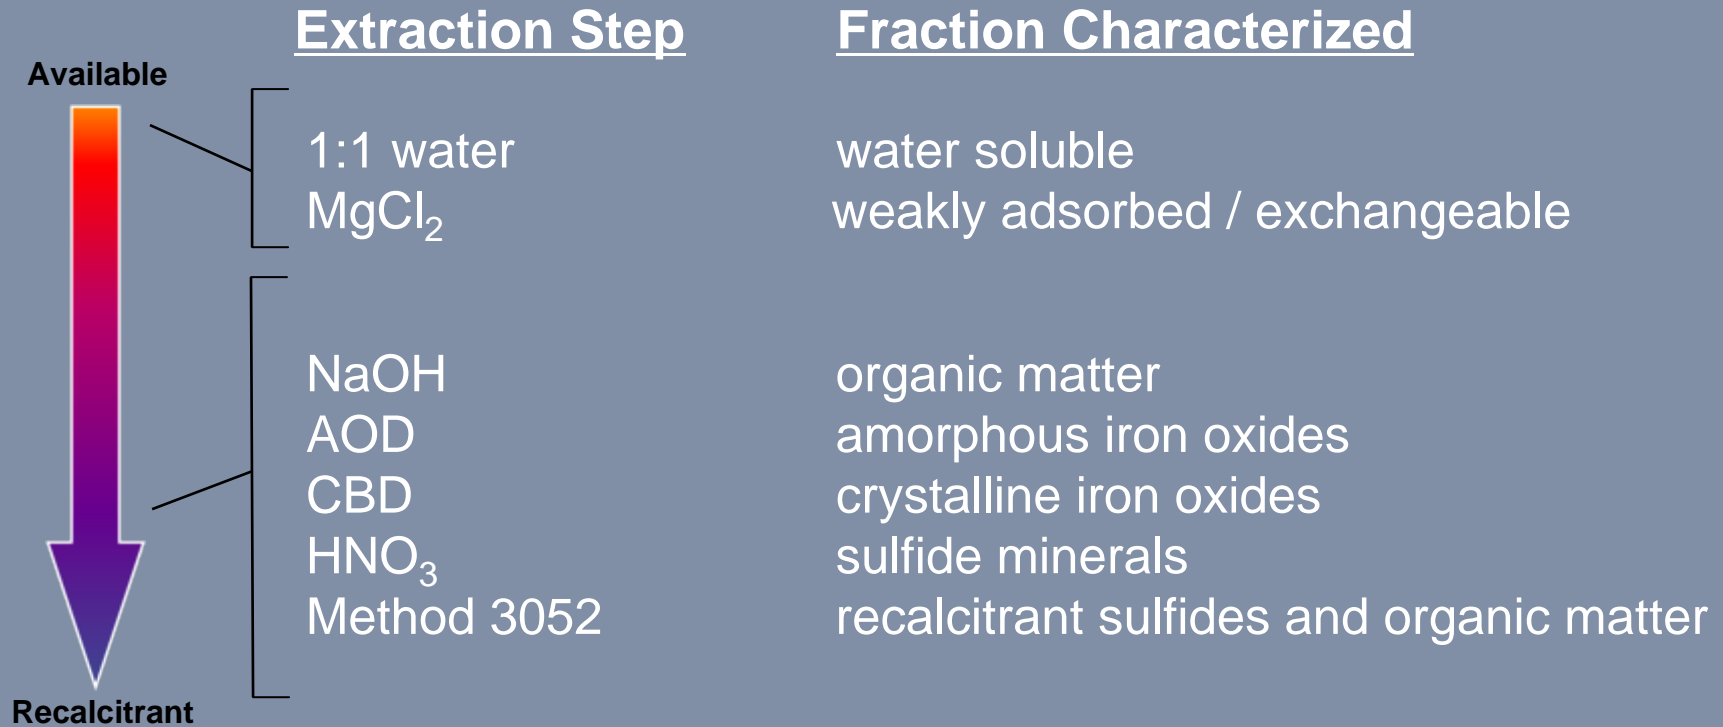 Extraction Step Fraction Characterized
Available
1:1 water water soluble
MgCl₂ weakly adsorbed / exchangeable
NaOH organic matter
AOD amorphous iron oxides
CBD crystalline iron oxides
HNO₃ sulfide minerals
Method 3052 recalcitrant sulfides and organic matter
Recalcitrant